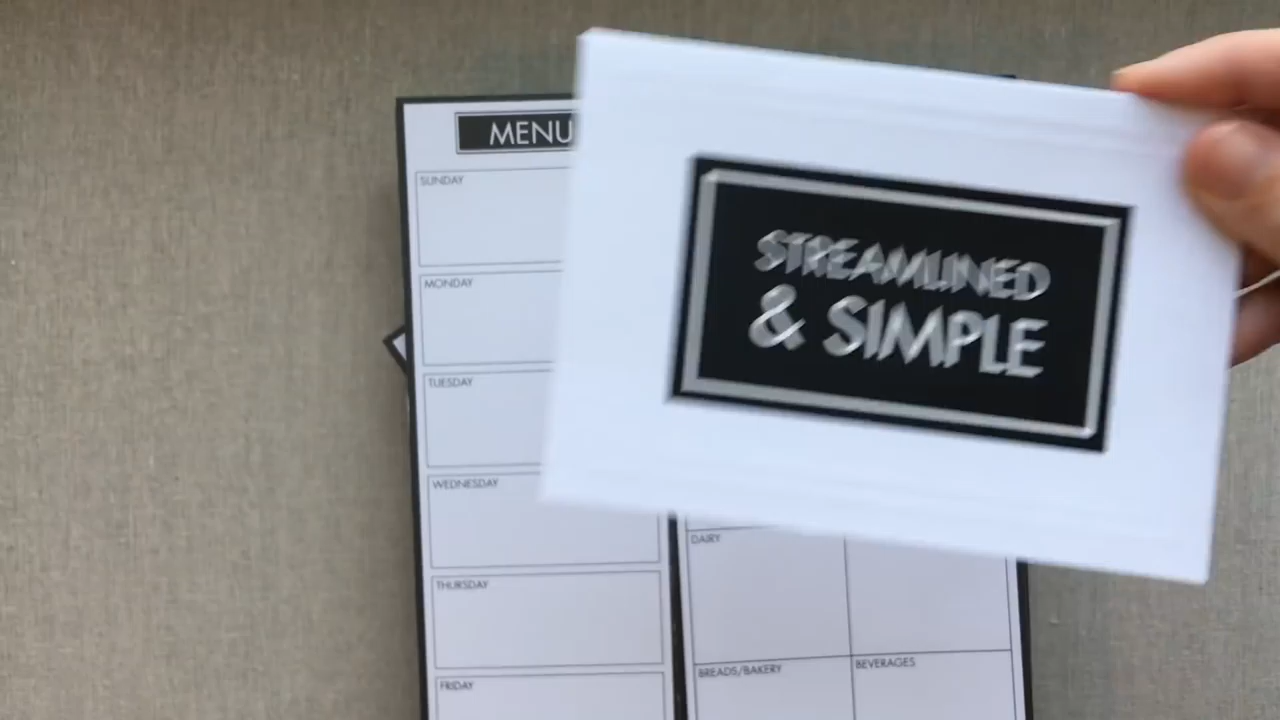 MENU
SUNDAY
MONDAY
TUESDAY
WEDNESDAY
THURSDAY
FRIDAY
STREAMLINED
& SIMPLE
DAIRY
BREADS/BAKERY
BEVERAGES